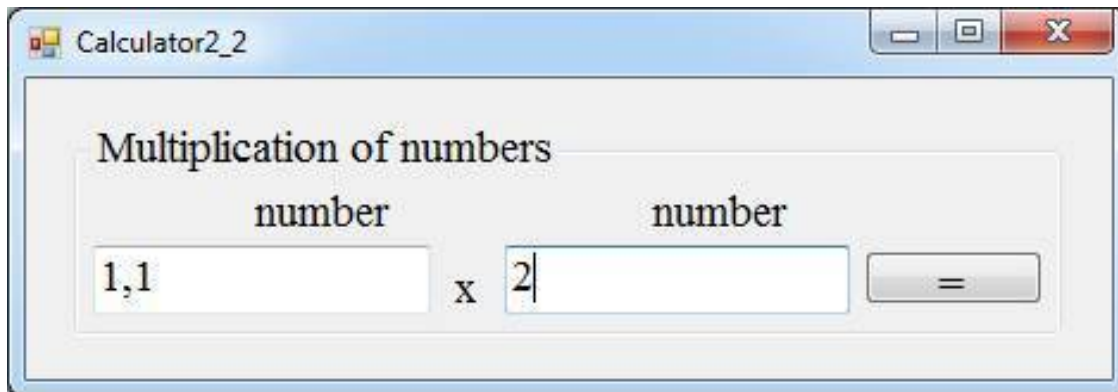 Calculator2_2
Multiplication of numbers
number number
1,1 x 2 =